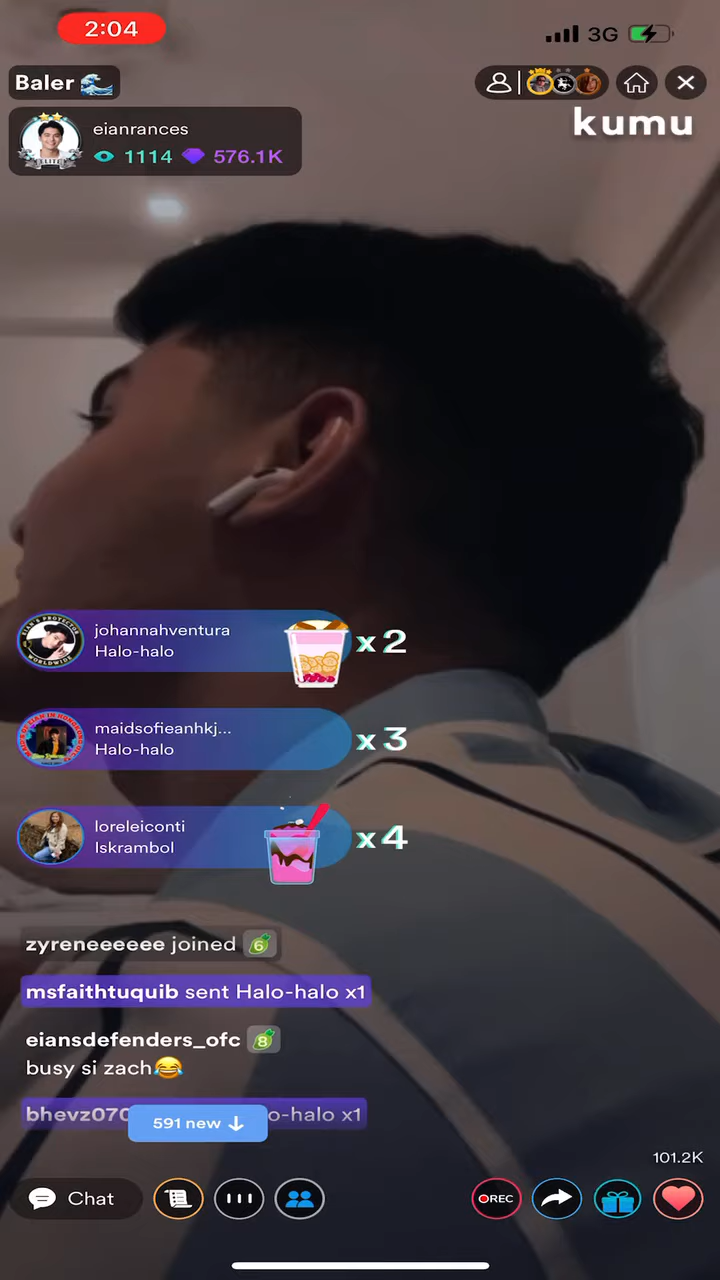 2:04
3G
Baler
kumu
eianrances
1114 576.1K
ELITE
johannahventura
Halo-halo
x2
maidsofieanhkj...
Halo-halo
x3
loreleiconti
Iskrambol
x4
zyreneeeeee joined 6
msfaithtuquib sent Halo-halo x1
eiansdefenders_ofc 8
busy si zach😂
bhevz070
591 new ↓
o-halo x1
101.2K
Chat
REC